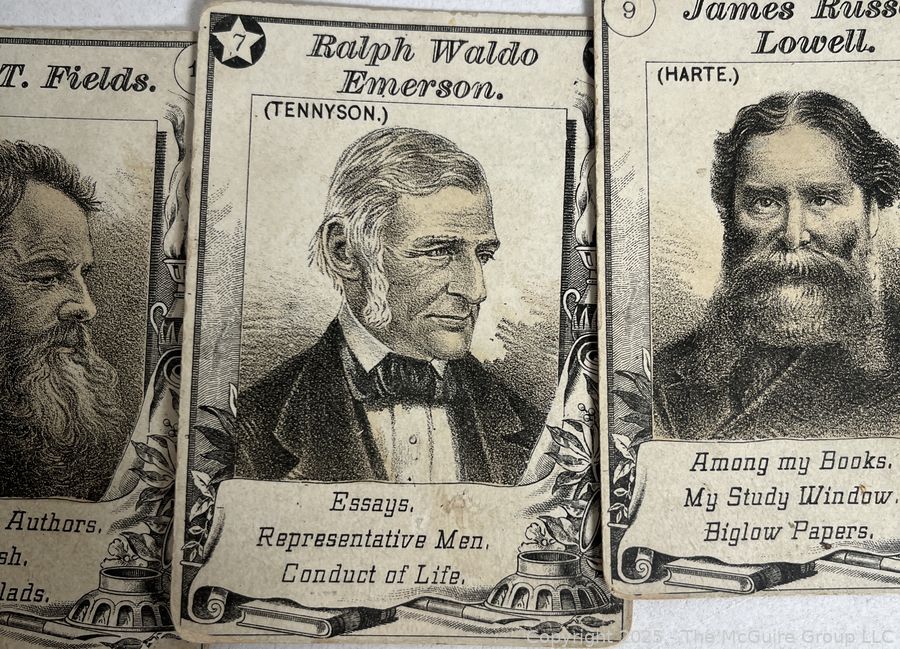 T. Fields.
Authors,
sh,
lads.
7
Ralph Waldo
Emerson.
(TENNYSON.)
Essays,
Representative Men,
Conduct of Life,
9
James Russ
Lowell.
(HARTE.)
Among my Books.
My Study Window.
Biglow Papers.
Copyright 2025 - The McGuire Group LLC